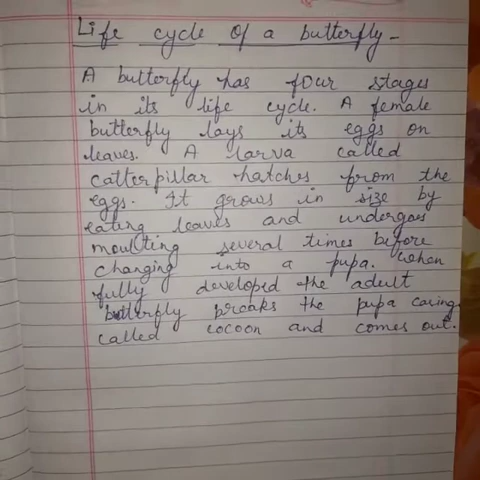 Life cycle of a butterfly -
A butterfly has four stages
in its life cycle. A female
butterfly lays its eggs on
leaves. A larva called
catterpillar hatches from the
eggs. It grows in size by
eating leaves and undergoes
moulting several times before
changing into a pupa. When
fully developed the adult
butterfly breaks the pupa caring
called cocoon and comes out.